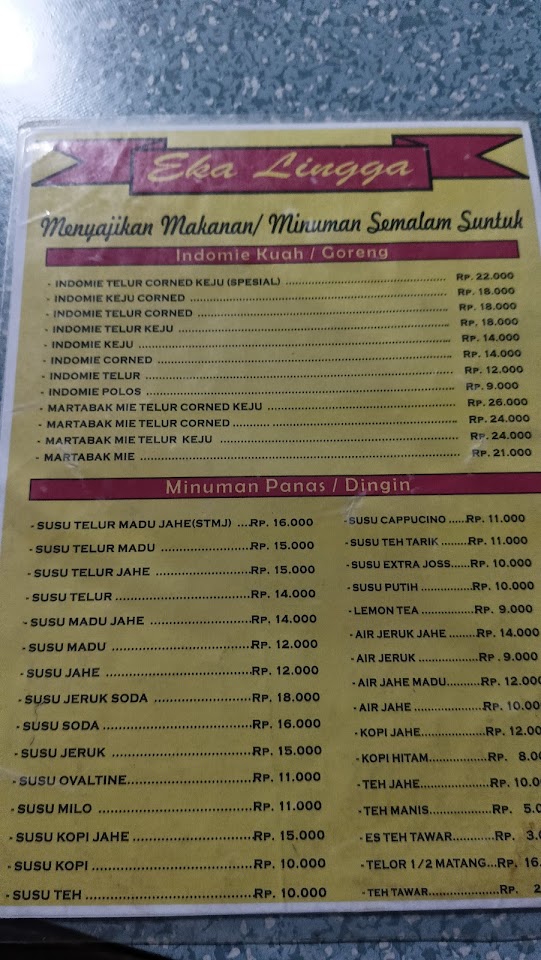 Eka Lingga
Menyajikan Makanan/ Minuman Semalam Suntuk
Indomie Kuah / Goreng
- INDOMIE TELUR CORNED KEJU (SPESIAL) ........ RP. 22.000
- INDOMIE KEJU CORNED ........ RP. 18.000
- INDOMIE TELUR CORNED ........ RP. 18.000
- INDOMIE TELUR KEJU ........ RP. 18.000
- INDOMIE KEJU ........ RP. 14.000
- INDOMIE CORNED ........ RP. 14.000
- INDOMIE TELUR ........ RP. 12.000
- INDOMIE POLOS ........ RP. 9.000
- MARTABAK MIE TELUR CORNED KEJU ........ RP. 26.000
- MARTABAK MIE TELUR CORNED........ RP. 24.000
- MARTABAK MIE TELUR KEJU ........ RP. 24.000
- MARTABAK MIE ........ RP. 21.000
Minuman Panas / Dingin
- SUSU TELUR MADU JAHE(STMJ) ....RP. 16.000
- SUSU TELUR MADU ........RP. 15.000
- SUSU TELUR JAHE ........RP. 15.000
- SUSU TELUR ........RP. 14.000
- SUSU MADU JAHE ........RP. 14.000
- SUSU MADU ........RP. 12.000
- SUSU JAHE ........RP. 12.000
- SUSU JERUK SODA ........RP. 18.000
- SUSU SODA ........RP. 16.000
- SUSU JERUK ........RP. 15.000
- SUSU OVALTINE........RP. 11.000
- SUSU MILO ........RP. 11.000
- SUSU KOPI JAHE ........RP. 15.000
- SUSU KOPI ........RP. 10.000
- SUSU TEH ........RP. 10.000
- SUSU CAPPUCINO .....RP. 11.000
- SUSU TEH TARIK ........RP. 11.000
- SUSU EXTRA JOSS......RP. 10.000
- SUSU PUTIH ........RP. 10.000
- LEMON TEA ........RP. 9.000
- AIR JERUK JAHE ........RP. 14.000
- AIR JERUK ........RP . 9.000
- AIR JAHE MADU........RP. 12.000
- AIR JAHE ........RP. 10.00
- KOPI JAHE ........RP. 12.00
- KOPI HITAM........RP. 8.00
- TEH JAHE........RP. 10.0
- TEH MANIS........RP. 5.0
- ES TEH TAWAR........RP. 3.0
- TELOR 1/2 MATANG...RP. 16.
- TEH TAWAR........RP. 2